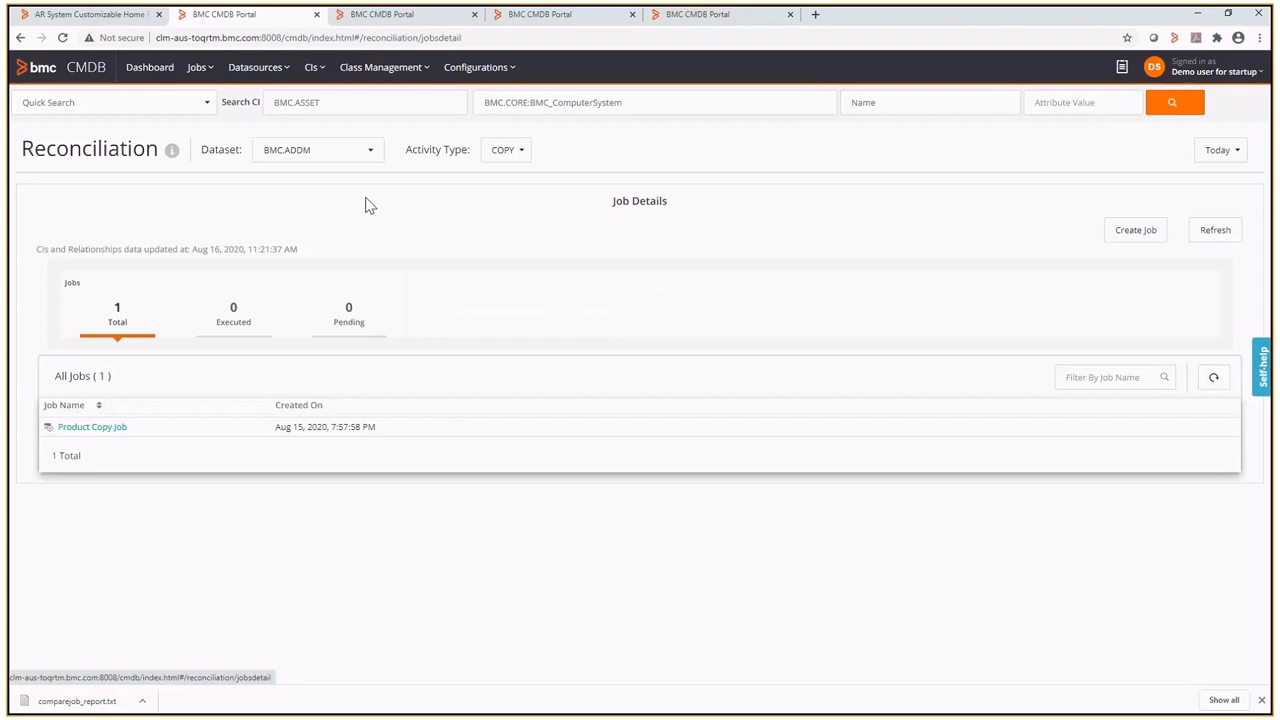 AR System Customizable Home
BMC CMDB Portal
BMC CMDB Portal
BMC CMDB Portal
BMC CMDB Portal
Not secure clm-aus-toqrtm.bmc.com:8008/cmdb/index.html#/reconciliation/jobsdetail
bmc CMDB Dashboard Jobs Datasources CIs Class Management Configurations DS Signed in as
Demo user for startup
Quick Search Search CI BMC.ASSET BMC.CORE:BMC_ComputerSystem Name Attribute Value
Reconciliation Dataset: BMC.ADDM Activity Type: COPY Today
Job Details
Create Job Refresh
CIs and Relationships data updated at: Aug 16, 2020, 11:21:37 AM
Jobs
1 0 0
Total Executed Pending
Self-help
All Jobs ( 1 ) Filter By Job Name
Job Name Created On
Product Copy Job Aug 15, 2020, 7:57:58 PM
1 Total
clm-aus-toqrtm.bmc.com:8008/cmdb/index.html#/reconciliation/jobsdetail
comparejob_report.txt Show all